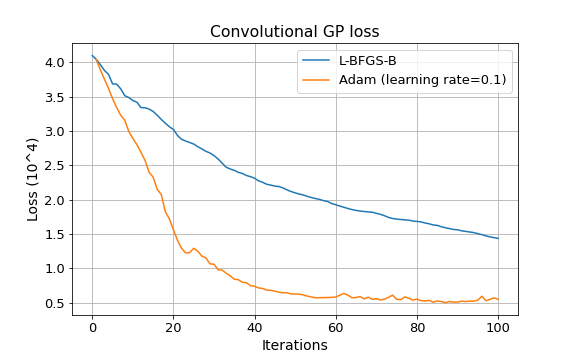 Convolutional GP loss
L-BFGS-B
Adam (learning rate=0.1)
Loss (10^4)
4.0
3.5
3.0
2.5
2.0
1.5
1.0
0.5
0
20
40
60
80
100
Iterations